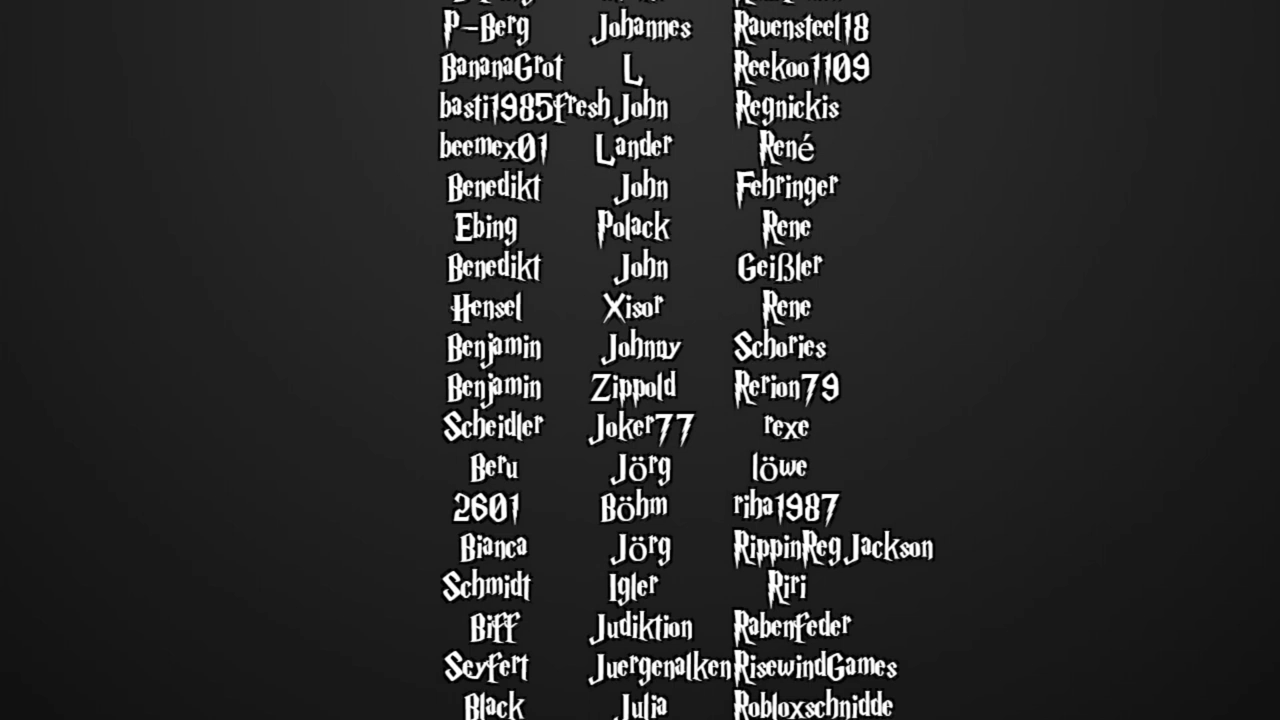 P-Berg Johannes Ravensteel18
BananaGrot L Reekoo1109
basti1985fresh John Regnickis
beemex01 Lander René
Benedikt John Fehringer
Ebing Polack Rene
Benedikt John Geißler
Hensel Xisor Rene
Benjamin Johnny Schories
Benjamin Zippold Rerion79
Scheidler Joker77 rexe
Beru Jörg löwe
2601 Böhm riha1987
Bianca Jörg RippinReg Jackson
Schmidt Igler Riri
Biff Judiktion Rabenfeder
Seyfert Juergenalken RisewindGames
Black Julia Robloxschnidde